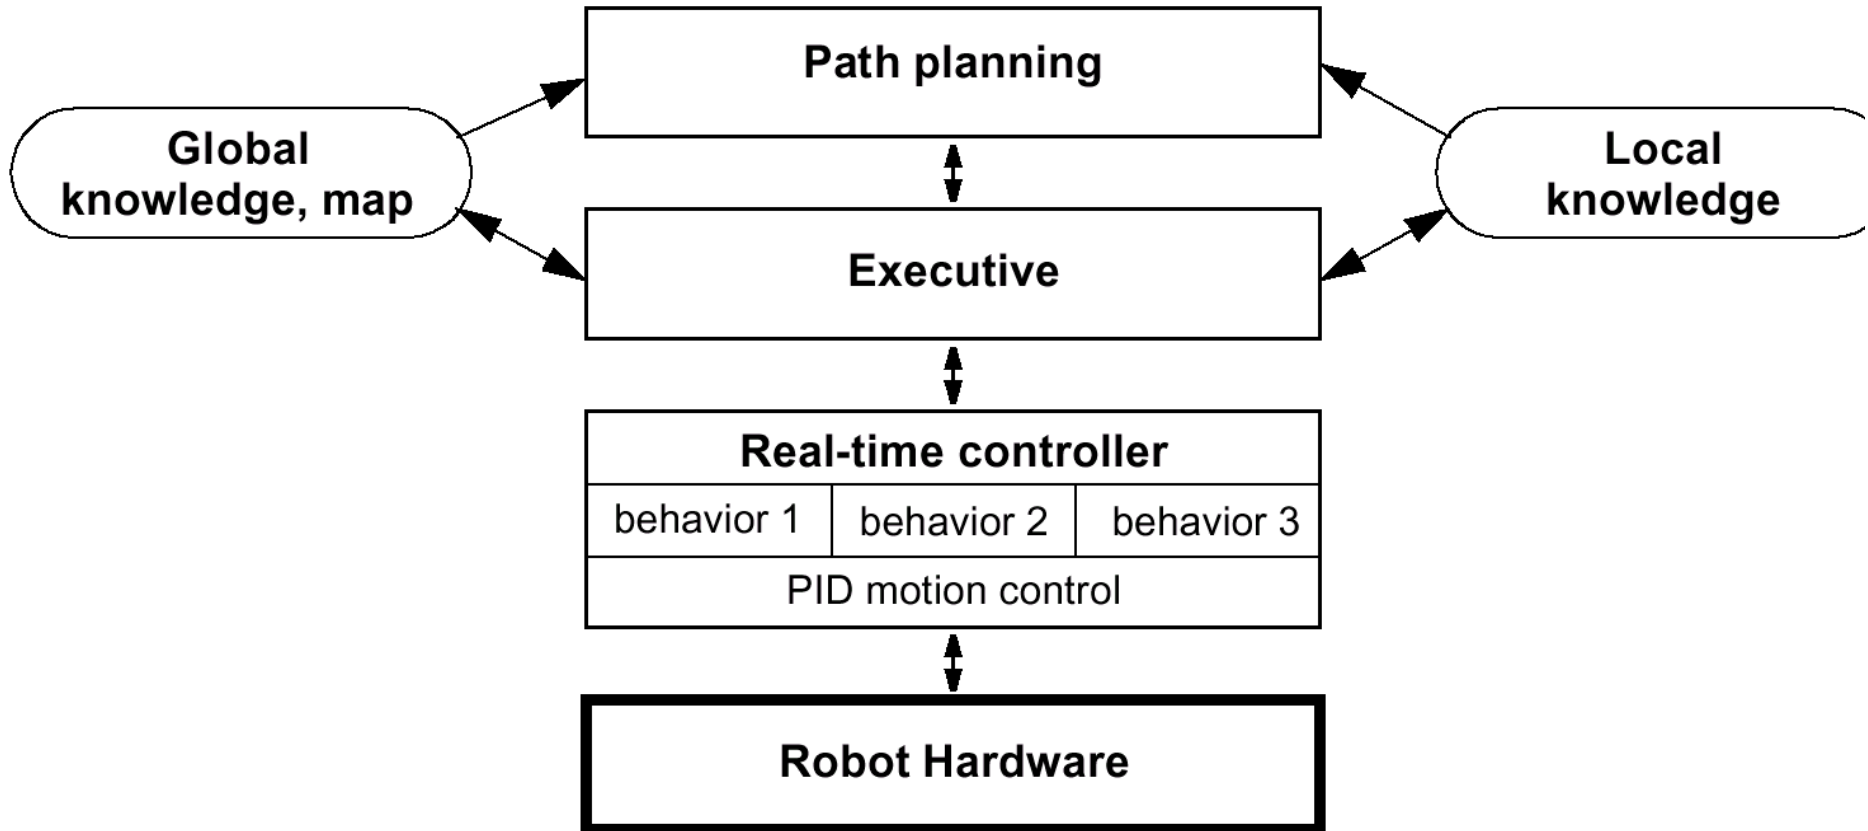 Path planning
Global
knowledge, map
Local
knowledge
Executive
Real-time controller
behavior 1
behavior 2
behavior 3
PID motion control
Robot Hardware